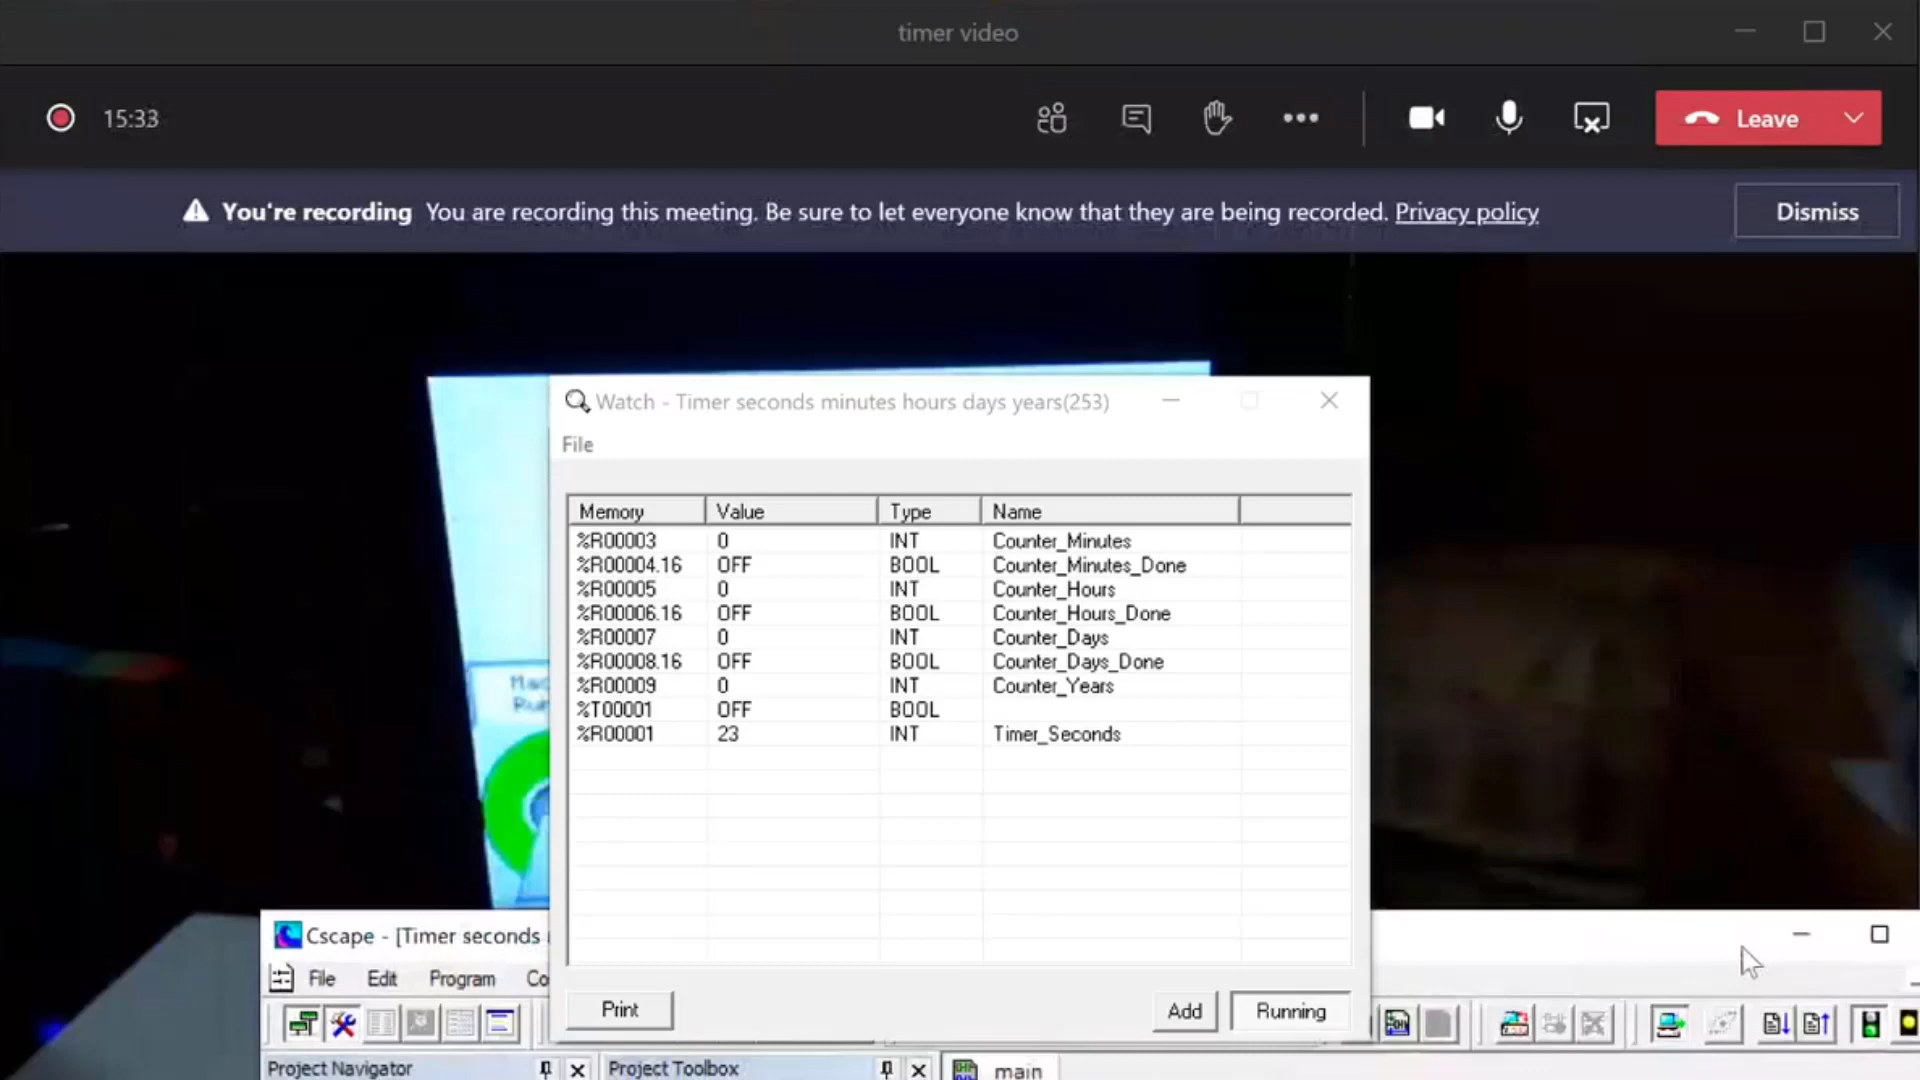 timer video
15:33
Leave
You're recording You are recording this meeting. Be sure to let everyone know that they are being recorded. Privacy policy
Dismiss
Watch - Timer seconds minutes hours days years(253)
File
Memory Value Type Name
%R00003 0 INT Counter_Minutes
%R00004.16 OFF BOOL Counter_Minutes_Done
%R00005 0 INT Counter_Hours
%R00006.16 OFF BOOL Counter_Hours_Done
%R00007 0 INT Counter_Days
%R00008.16 OFF BOOL Counter_Days_Done
%R00009 0 INT Counter_Years
%T00001 OFF BOOL
%R00001 23 INT Timer_Seconds
Print Add Running
Cscape - [Timer seconds
File Edit Program Co
Project Navigator Project Toolbox main